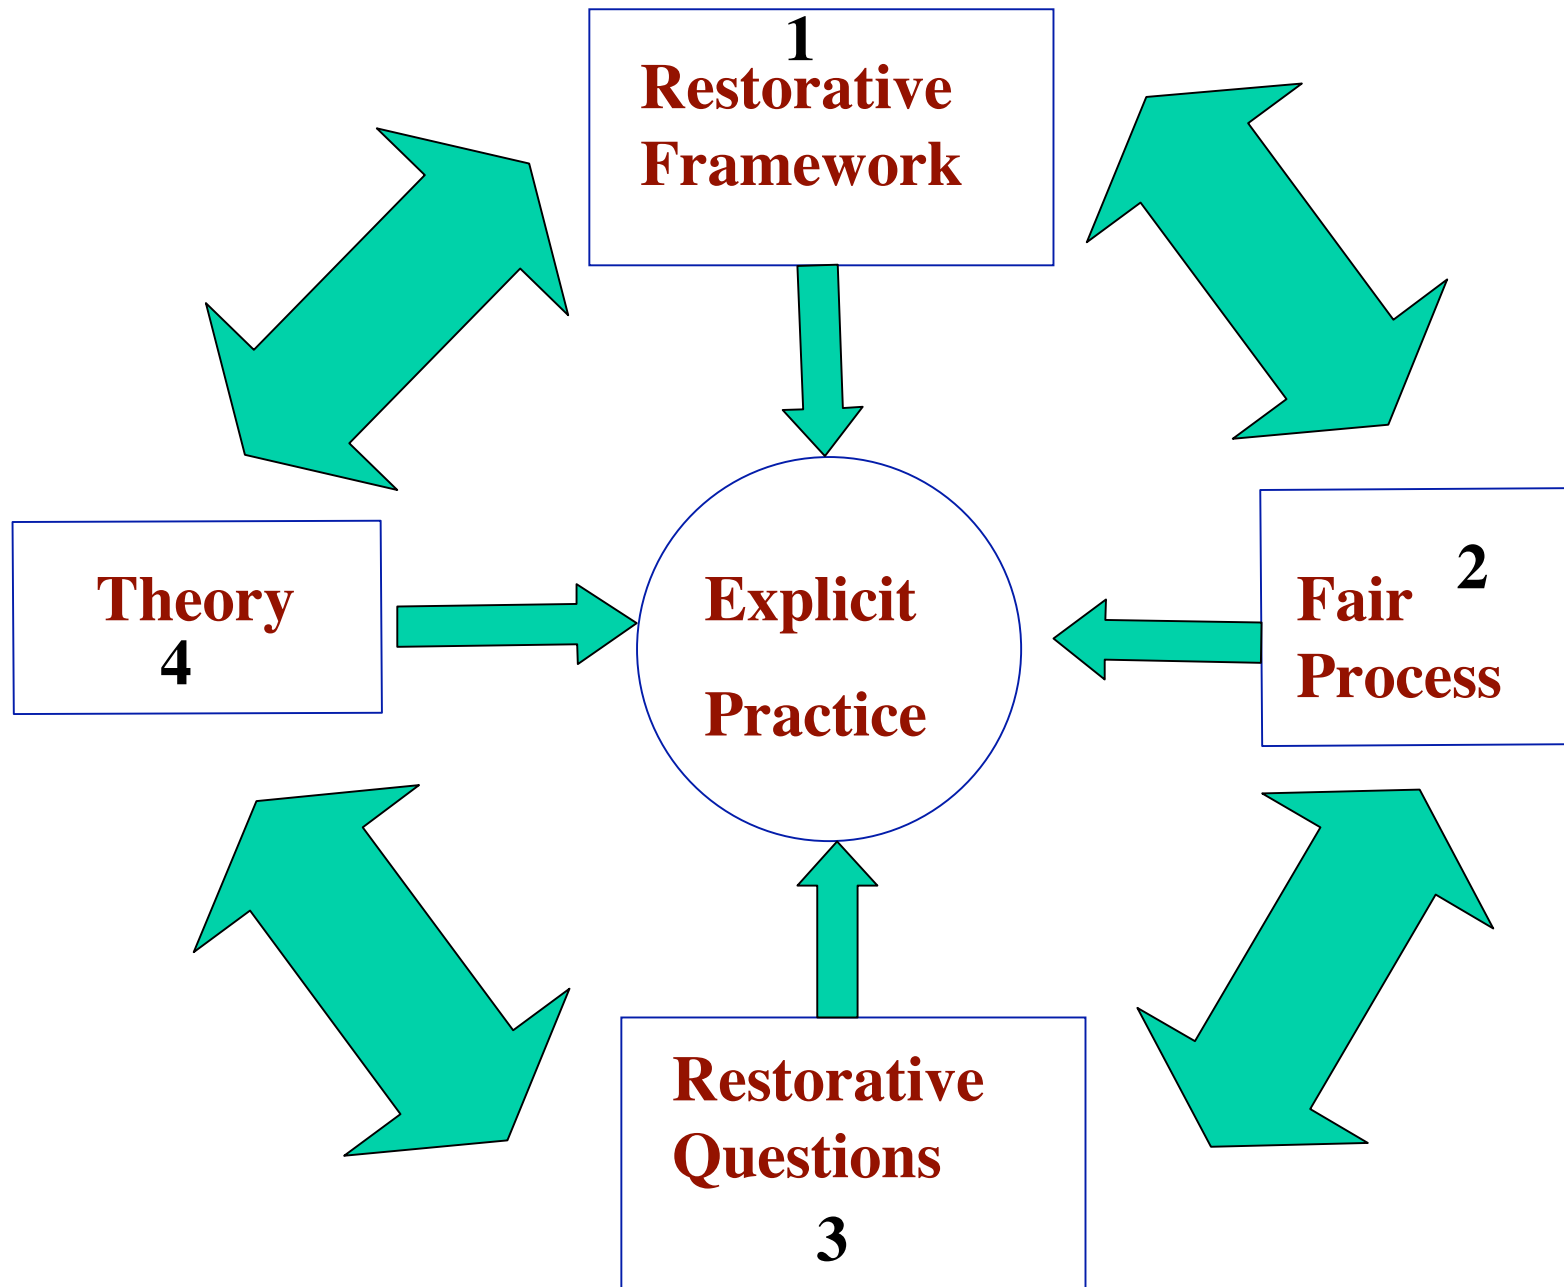 1
Restorative
Framework
Theory
4
Explicit
Practice
2
Fair
Process
Restorative
Questions
3